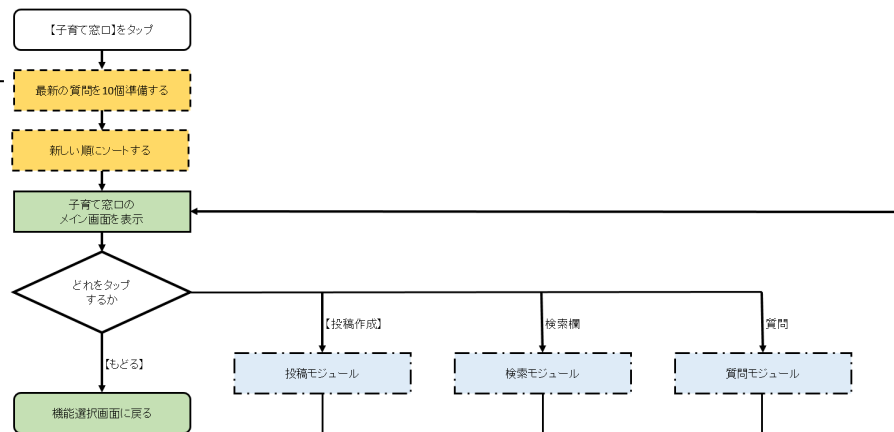 【子育て窓口】をタップ
最新の質問を10個準備する
新しい順にソートする
子育て窓口の
メイン画面を表示
どれをタップ
するか
【投稿作成】
検索欄
質問
【もどる】
投稿モジュール
検索モジュール
質問モジュール
機能選択画面に戻る